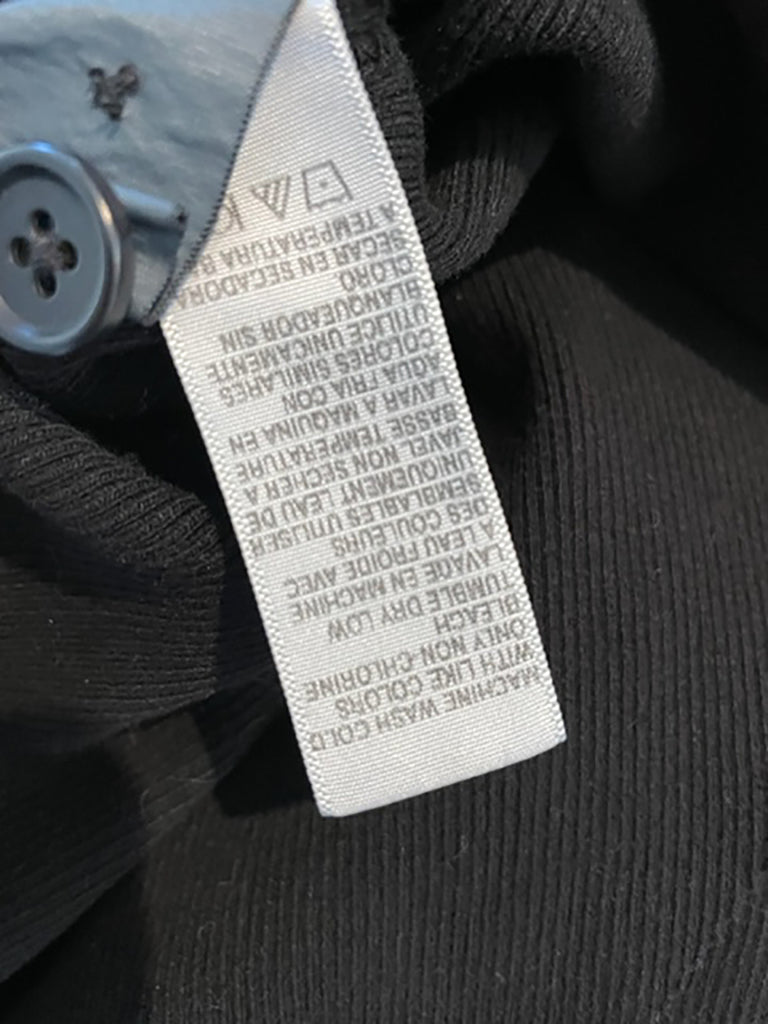 MACHINE WASH COLD
WITH LIKE COLORS
ONLY NON-CHLORINE
BLEACH
TUMBLE DRY LOW
LAVAGE EN MACHINE
A LEAU FROIDE AVEC
DES COULEURS
SEMBLABLES UTILISER
UNIQUEMENT LEAU DE
JAVEL NON SECHER A
BASSE TEMPERATURE
LAVAR A MAQUINA EN
AGUA FRIA CON
COLORES SIMILARES
UTILICE UNICAMENTE
BLANQUEADOR SIN
CLORO
SECAR EN SECADORA
A TEMPERATURA